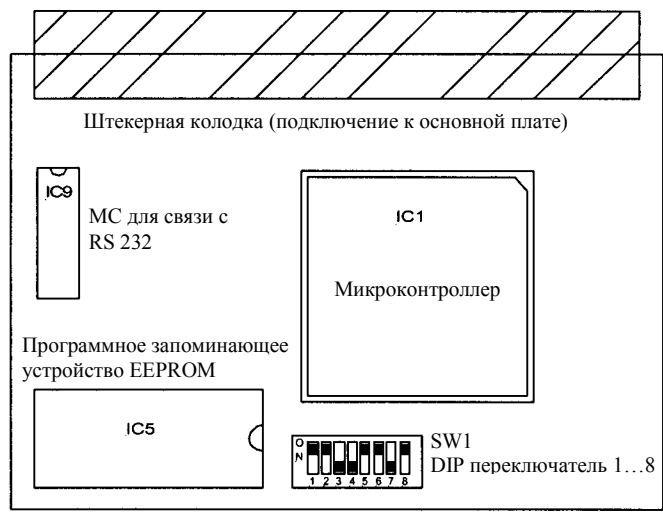 Штекерная колодка (подключение к основной плате)
IC9
МС для связи с
RS 232
IC1
Микроконтроллер
Программное запоминающее
устройство EEPROM
IC5
ON
1 2 3 4 5 6 7 8
SW1
DIP переключатель 1…8